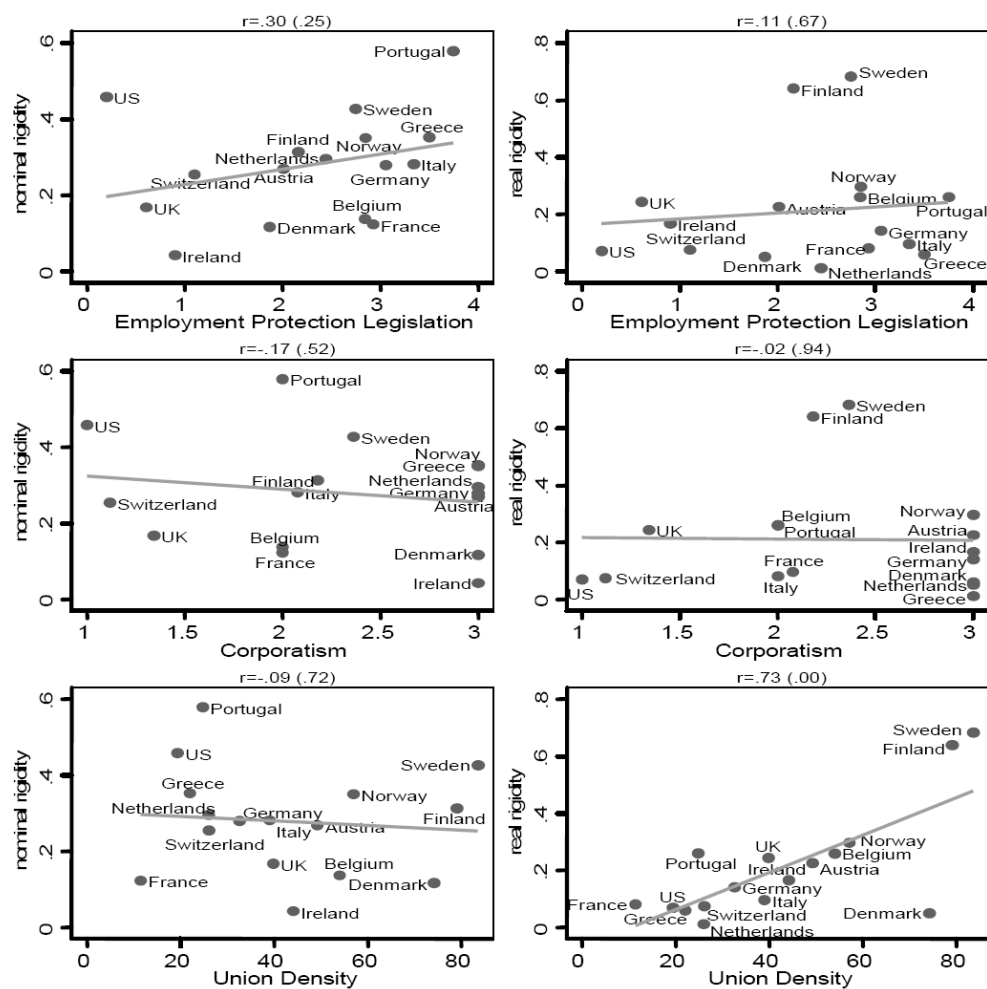 r=.30 (.25)
nominal rigidity
.6
.4
.2
0
Portugal
US
Sweden
Greece
Finland
Norway
Netherlands
Italy
Switzerland
Austria
Germany
UK
Belgium
Denmark
France
Ireland
0 1 2 3 4
Employment Protection Legislation
r=.11 (.67)
real rigidity
.8
.6
.4
.2
0
Sweden
Finland
Norway
UK
Belgium
Austria
Portugal
Ireland
Germany
Switzerland
France
Italy
US
Denmark
Greece
Netherlands
0 1 2 3 4
Employment Protection Legislation
r=-.17 (.52)
nominal rigidity
.6
.4
.2
0
Portugal
US
Sweden
Norway
Greece
Finland
Netherlands
Italy
Germany
Switzerland
Austria
UK
Belgium
France
Denmark
Ireland
1 1.5 2 2.5 3
Corporatism
r=-.02 (.94)
real rigidity
.8
.6
.4
.2
0
Sweden
Finland
Norway
Belgium
UK
Portugal
Austria
Ireland
France
Germany
Switzerland
Italy
Denmark
Netherlands
US
Greece
1 1.5 2 2.5 3
Corporatism
r=-.09 (.72)
nominal rigidity
.6
.4
.2
0
Portugal
US
Sweden
Greece
Norway
Netherlands
Germany
Finland
Italy
Austria
Switzerland
UK
Belgium
France
Denmark
Ireland
0 20 40 60 80
Union Density
r=.73 (.00)
real rigidity
.8
.6
.4
.2
0
Sweden
Finland
UK
Norway
Portugal
Ireland
Belgium
Austria
Germany
France
US
Italy
Greece
Switzerland
Denmark
Netherlands
0 20 40 60 80
Union Density